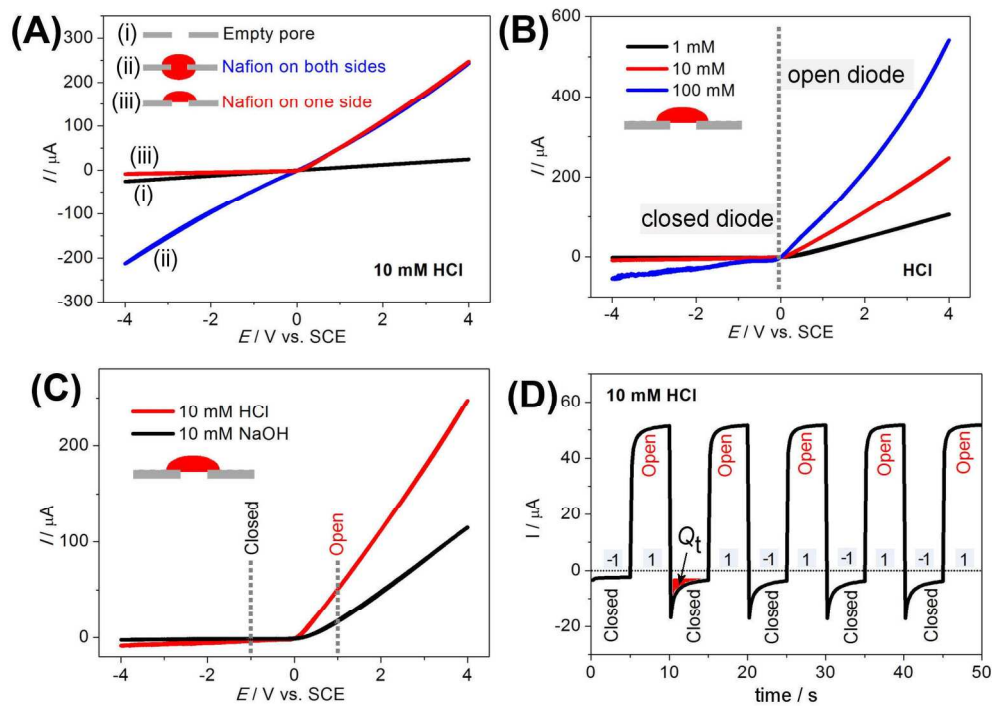 (A)
300
200
100
0
-100
-200
-300
(i) Empty pore
(ii) Nafion on both sides
(iii) Nafion on one side
(iii)
(i)
(ii)
10 mM HCl
I / μA
-4 -2 0 2 4
E / V vs. SCE
(B)
600
400
200
0
1 mM
10 mM
100 mM
open diode
closed diode
HCl
I / μA
-4 -2 0 2 4
E / V vs. SCE
(C)
200
100
0
10 mM HCl
10 mM NaOH
Closed
Open
I / μA
-4 -2 0 2 4
E / V vs. SCE
(D)
10 mM HCl
60
40
20
0
-20
Open Open Open Open Open
Qt
-1 1 1 -1 1 -1 1 -1 1
Closed Closed Closed Closed Closed
I / μA
0 10 20 30 40 50
time / s